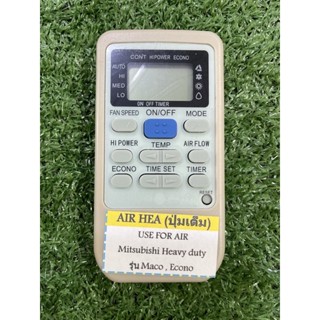 CONT HIPOWER ECONO
AUTO
HI
MED
LO
ON OFF TIMER
FAN SPEED ON/OFF MODE
HI POWER TEMP AIR FLOW
ECONO TIME SET TIMER
RESET
AIR HEA (ปุ่มเต็ม)
USE FOR AIR
Mitsubishi Heavy duty
รุ่น Maco , Econo